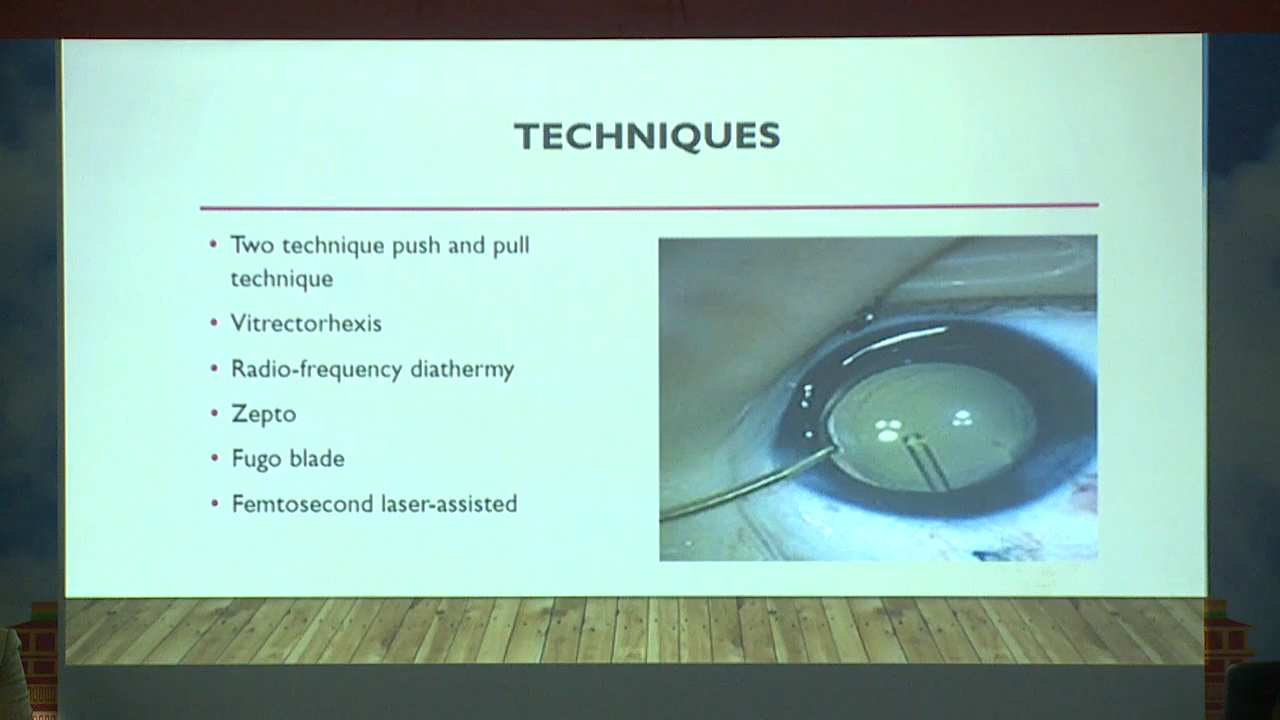 TECHNIQUES
• Two technique push and pull
technique
• Vitrectorhexis
• Radio-frequency diathermy
• Zepto
• Fugo blade
• Femtosecond laser-assisted